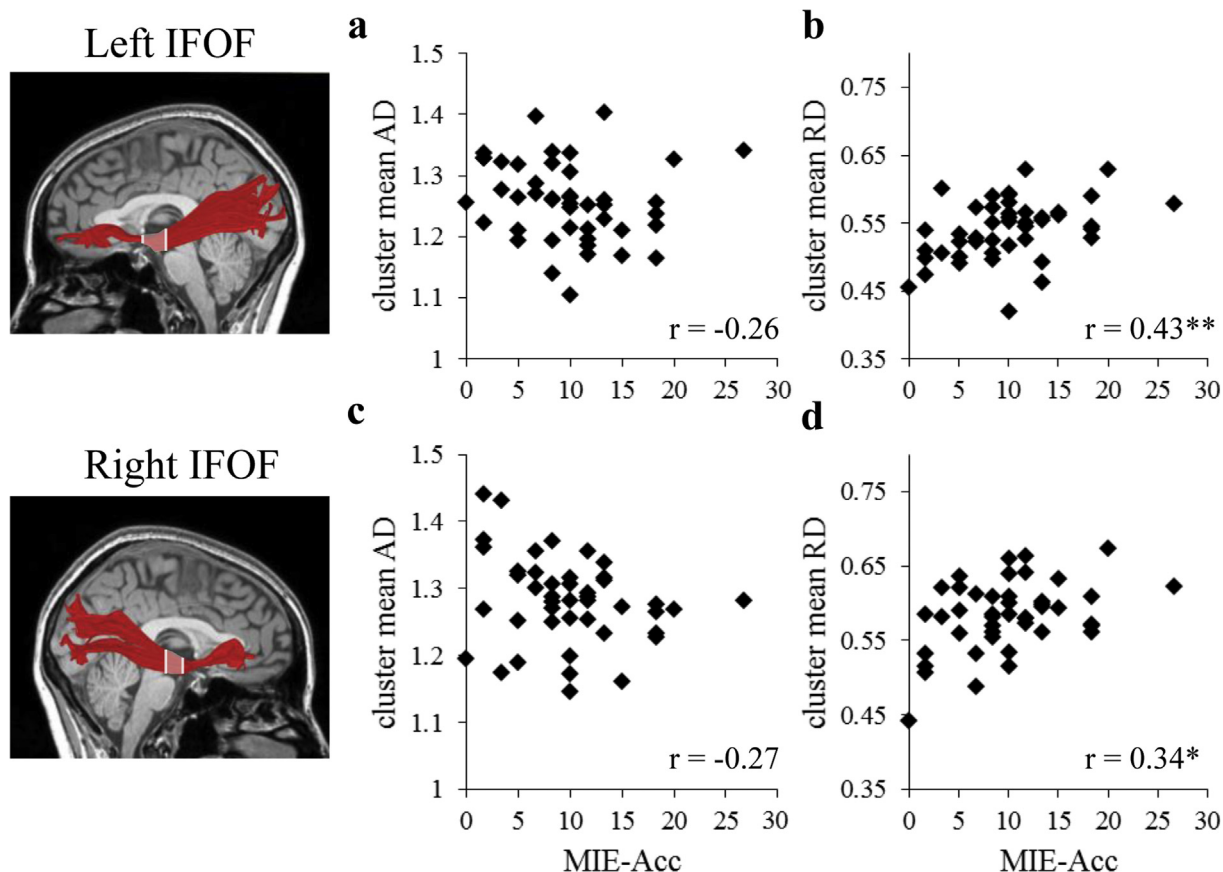 Left IFOF
a
cluster mean AD
1.5
1.4
1.3
1.2
1.1
1
0 5 10 15 20 25 30
r = -0.26
b
cluster mean RD
0.75
0.65
0.55
0.45
0.35
0 5 10 15 20 25 30
r = 0.43**
Right IFOF
c
cluster mean AD
1.5
1.4
1.3
1.2
1.1
1
0 5 10 15 20 25 30
r = -0.27
MIE-Acc
d
cluster mean RD
0.75
0.65
0.55
0.45
0.35
0 5 10 15 20 25 30
r = 0.34*
MIE-Acc